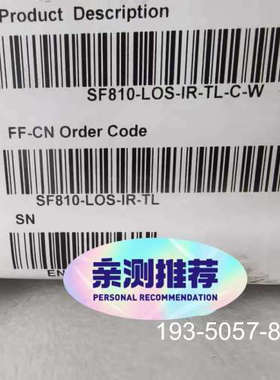 Product Description
SF810-LOS-IR-TL-C-W
FF-CN Order Code
SF810-LOS-IR-TL
SN
EN
亲测推荐
PERSONAL RECOMMENDATION
193-5057-8